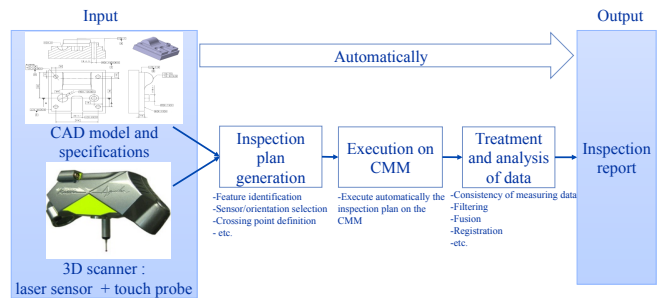 Input
Output
Automatically
CAD model and
specifications
3D scanner :
laser sensor + touch probe
Inspection
plan
generation
-Feature identification
-Sensor/orientation selection
-Crossing point definition
- etc.
Execution on
CMM
-Execute automatically the
inspection plan on the
CMM
Treatment
and analysis
of data
-Consistency of measuring data
-Filtering
-Fusion
-Registration
-etc.
Inspection
report